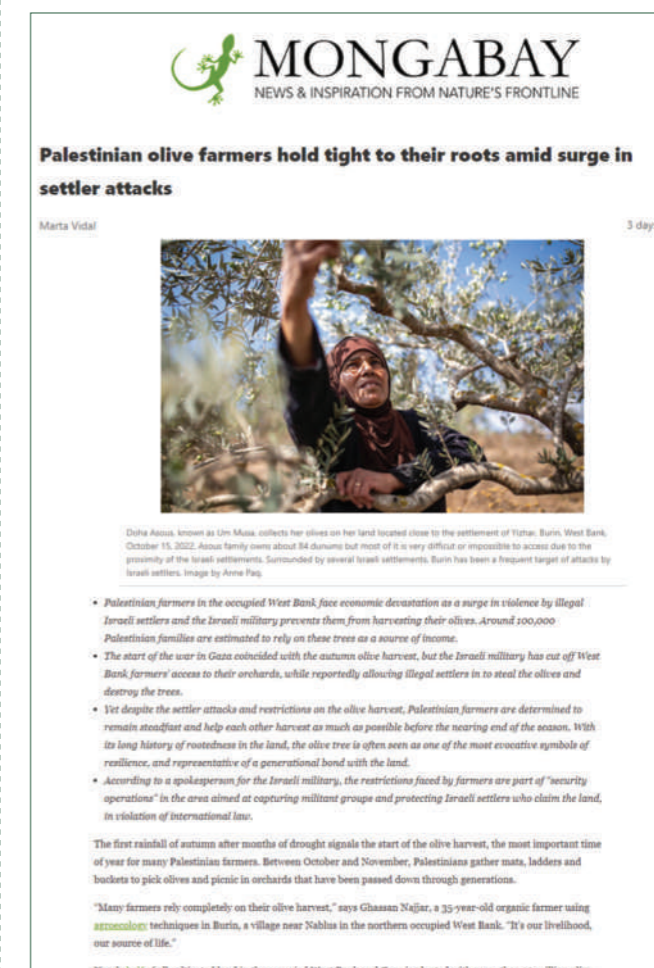 MONGABAY
NEWS & INSPIRATION FROM NATURE'S FRONTLINE
Palestinian olive farmers hold tight to their roots amid surge in
settler attacks
Marta Vidal
3 day
Doha Asous, known as Um Musa, collects her olives on her land located close to the settlement of Yizhar, Burin, West Bank,
October 15, 2022. Asous family owns about 84 dunums but most of it is very difficult or impossible to access due to the
proximity of the Israeli settlements. Surrounded by several Israeli settlements, Burin has been a frequent target of attacks by
Israeli settlers. Image by Anne Paq.
• Palestinian farmers in the occupied West Bank face economic devastation as a surge in violence by illegal
Israeli settlers and the Israeli military prevents them from harvesting their olives. Around 100,000
Palestinian families are estimated to rely on these trees as a source of income.
• The start of the war in Gaza coincided with the autumn olive harvest, but the Israeli military has cut off West
Bank farmers' access to their orchards, while reportedly allowing illegal settlers in to steal the olives and
destroy the trees.
• Yet despite the settler attacks and restrictions on the olive harvest, Palestinian farmers are determined to
remain steadfast and help each other harvest as much as possible before the nearing end of the season. With
its long history of rootedness in the land, the olive tree is often seen as one of the most evocative symbols of
resilience, and representative of a generational bond with the land.
• According to a spokesperson for the Israeli military, the restrictions faced by farmers are part of "security
operations" in the area aimed at capturing militant groups and protecting Israeli settlers who claim the land,
in violation of international law.
The first rainfall of autumn after months of drought signals the start of the olive harvest, the most important time
of year for many Palestinian farmers. Between October and November, Palestinians gather mats, ladders and
buckets to pick olives and picnic in orchards that have been passed down through generations.
"Many farmers rely completely on their olive harvest," says Ghassan Najjar, a 35-year-old organic farmer using
agroecology techniques in Burin, a village near Nablus in the northern occupied West Bank. "It's our livelihood,
our source of life."